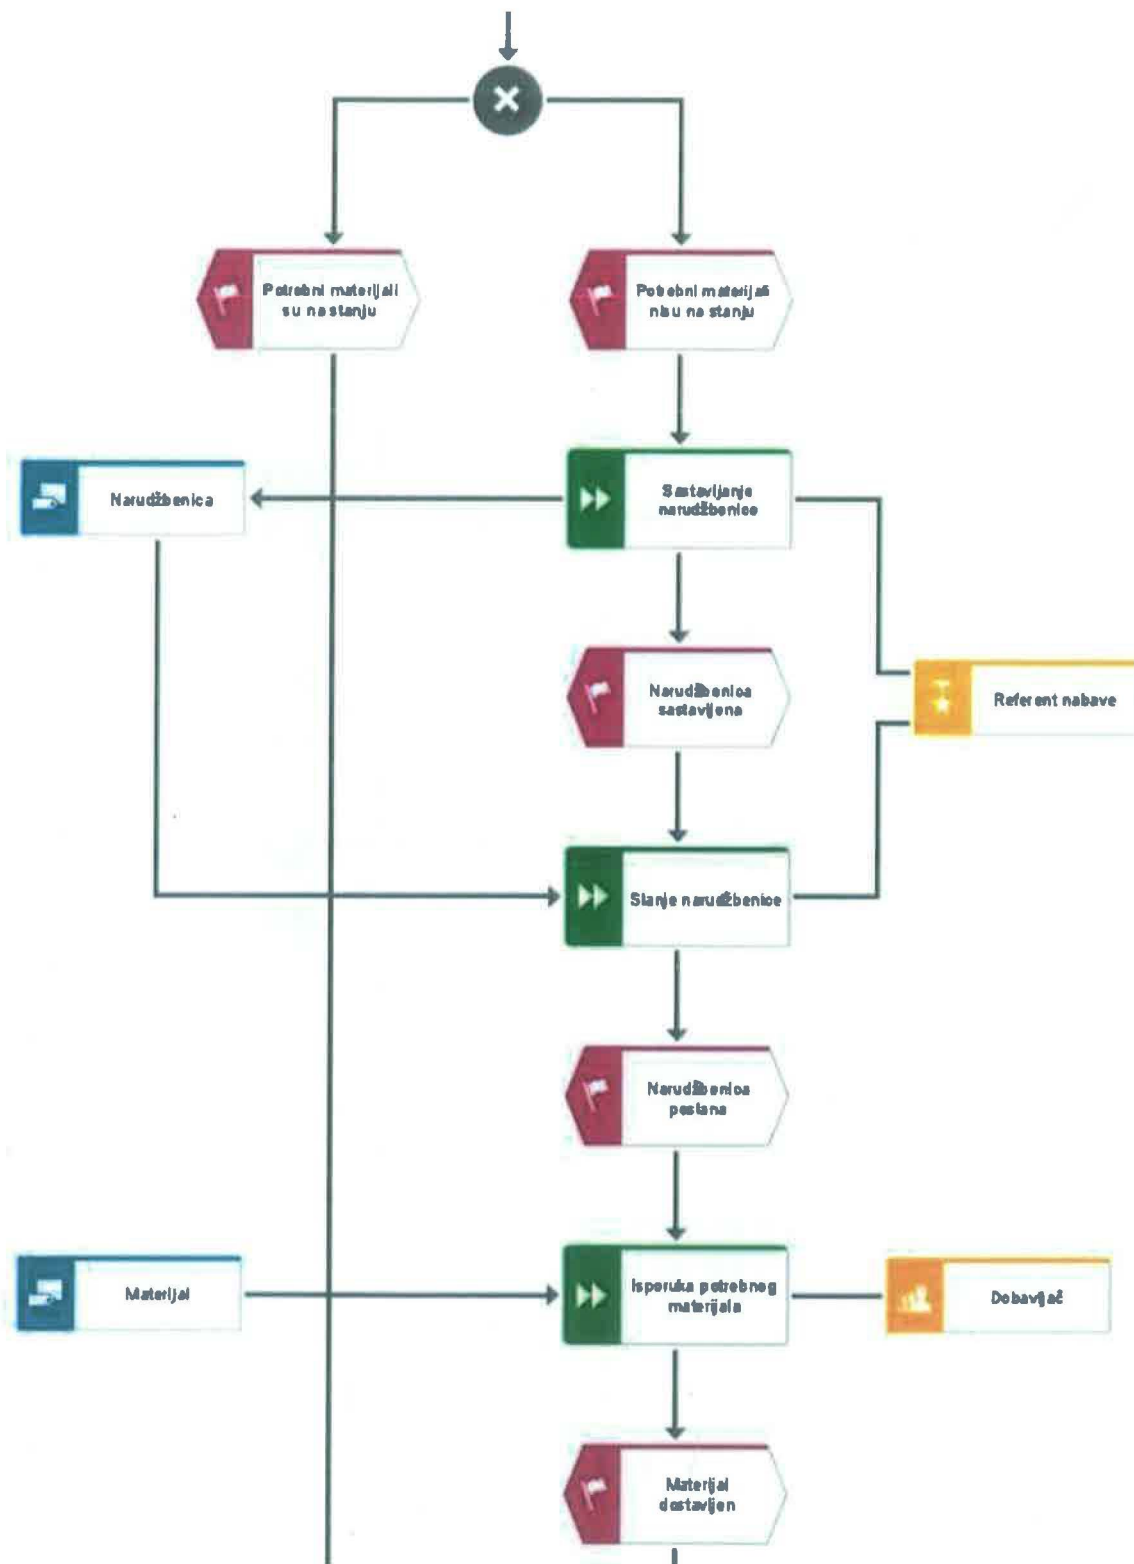 Potrebni materijali
su na stanju
Potrebni materijali
nisu na stanju
Narudžbenica
Sastavljanje
narudžbenice
Narudžbenica
sastavljena
Referent nabave
Slanje narudžbenice
Narudžbenica
poslana
Materijal
Isporuka potrebnog
materijala
Dobavljač
Materijal
dostavljen